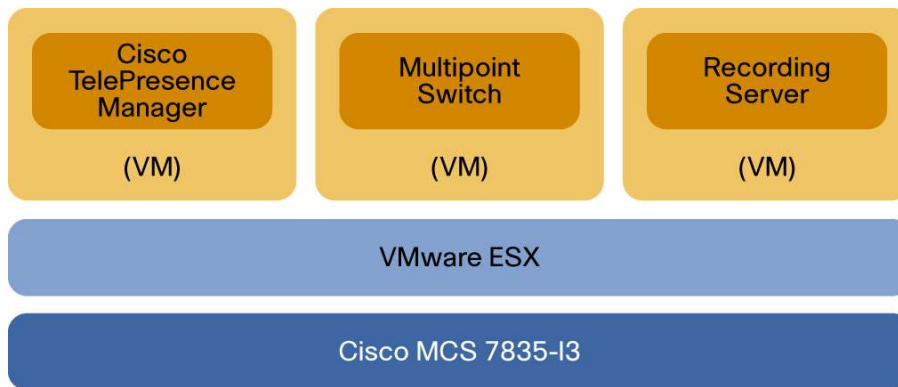 Cisco
TelePresence
Manager
(VM)
Multipoint
Switch
(VM)
Recording
Server
(VM)
VMware ESX
Cisco MCS 7835-I3